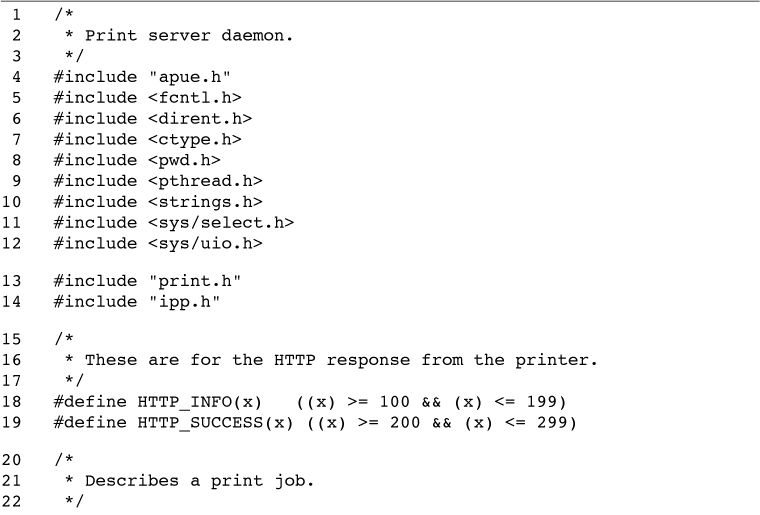 1 /*
2 * Print server daemon.
3 */
4 #include "apue.h"
5 #include <fcntl.h>
6 #include <dirent.h>
7 #include <ctype.h>
8 #include <pwd.h>
9 #include <pthread.h>
10 #include <strings.h>
11 #include <sys/select.h>
12 #include <sys/uio.h>
13 #include "print.h"
14 #include "ipp.h"
15 /*
16 * These are for the HTTP response from the printer.
17 */
18 #define HTTP_INFO(x) ((x) >= 100 && (x) <= 199)
19 #define HTTP_SUCCESS(x) ((x) >= 200 && (x) <= 299)
20 /*
21 * Describes a print job.
22 */